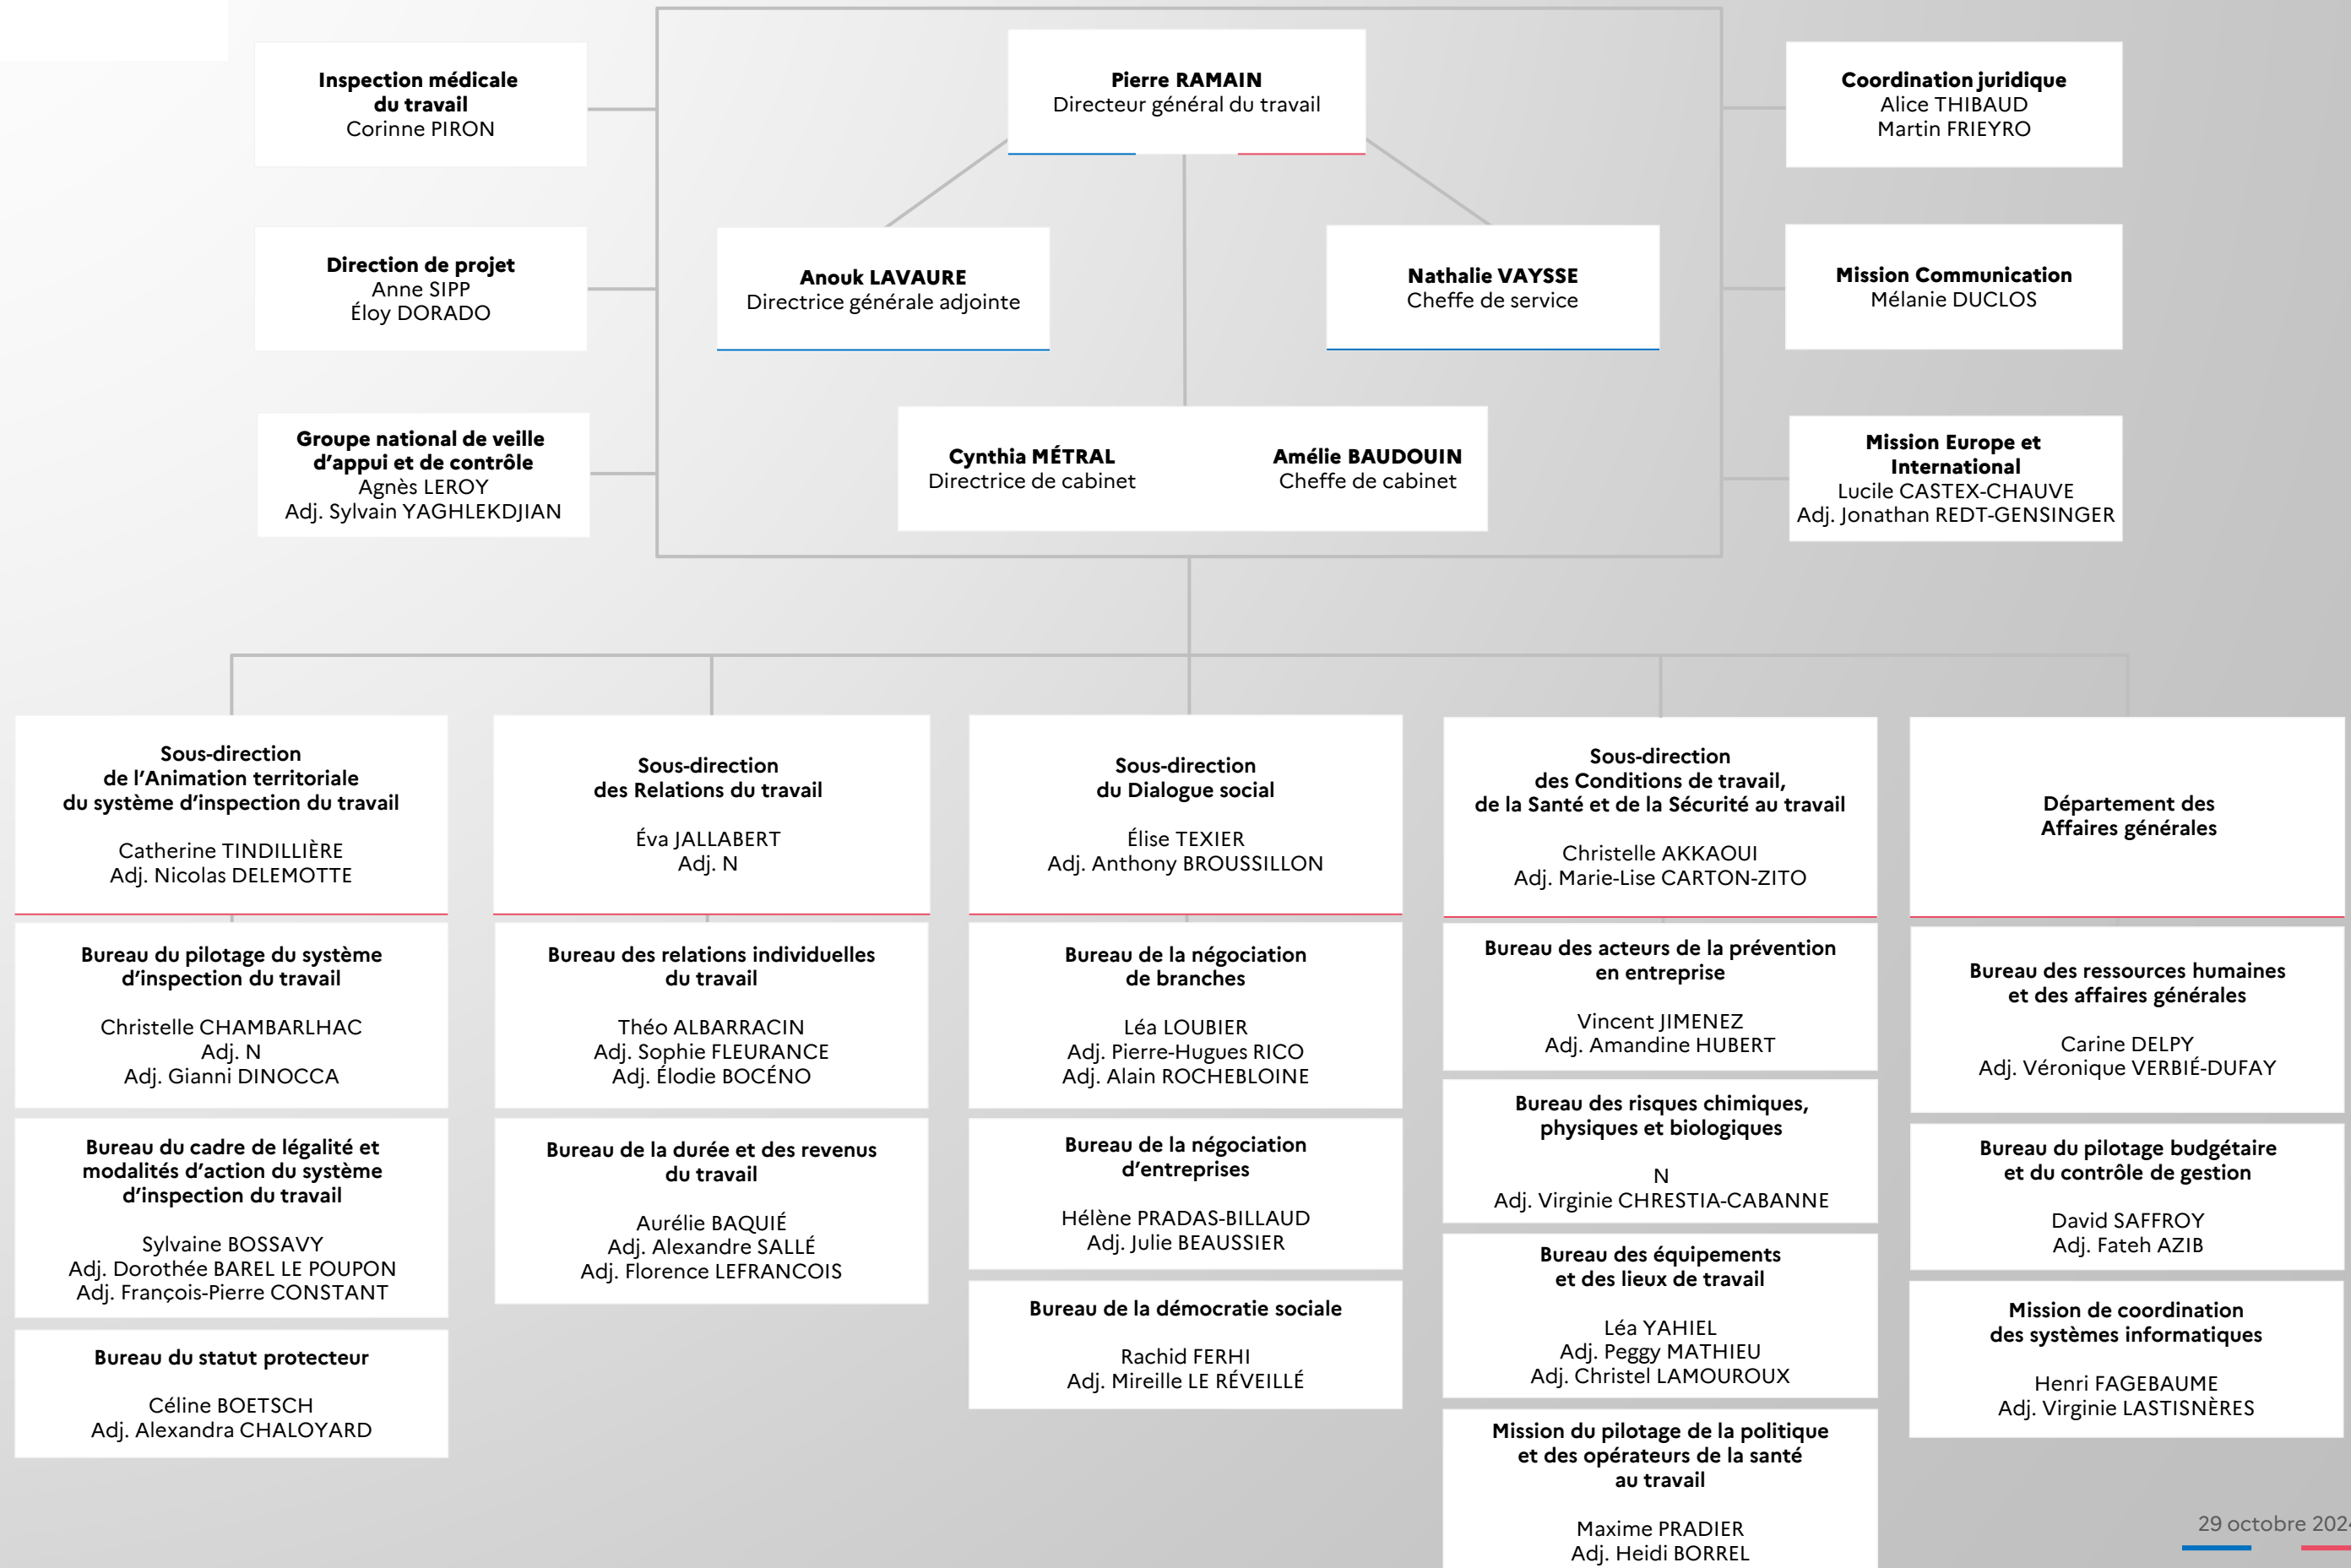 Inspection médicale
du travail
Corinne PIRON
Pierre RAMAIN
Directeur général du travail
Coordination juridique
Alice THIBAUD
Martin FRIEYRO
Direction de projet
Anne SIPP
Éloy DORADO
Anouk LAVAURE
Directrice générale adjointe
Nathalie VAYSSE
Cheffe de service
Mission Communication
Mélanie DUCLOS
Groupe national de veille
d'appui et de contrôle
Agnès LEROY
Adj. Sylvain YAGHLEKDJIAN
Cynthia MÉTRAL
Directrice de cabinet
Amélie BAUDOUIN
Cheffe de cabinet
Mission Europe et
International
Lucile CASTEX-CHAUVE
Adj. Jonathan REDT-GENSINGER
Sous-direction
de l'Animation territoriale
du système d'inspection du travail
Catherine TINDILLIÈRE
Adj. Nicolas DELEMOTTE
Bureau du pilotage du système
d'inspection du travail
Christelle CHAMBARLHAC
Adj. N
Adj. Gianni DINOCCA
Bureau du cadre de légalité et
modalités d'action du système
d'inspection du travail
Sylvaine BOSSAVY
Adj. Dorothée BAREL LE POUPON
Adj. François-Pierre CONSTANT
Bureau du statut protecteur
Céline BOETSCH
Adj. Alexandra CHALOYARD
Sous-direction
des Relations du travail
Éva JALLABERT
Adj. N
Bureau des relations individuelles
du travail
Théo ALBARRACIN
Adj. Sophie FLEURANCE
Adj. Élodie BOCÉNO
Bureau de la durée et des revenus
du travail
Aurélie BAQUIÉ
Adj. Alexandre SALLÉ
Adj. Florence LEFRANCOIS
Sous-direction
du Dialogue social
Élise TEXIER
Adj. Anthony BROUSSILLON
Bureau de la négociation
de branches
Léa LOUBIER
Adj. Pierre-Hugues RICO
Adj. Alain ROCHEBLOINE
Bureau de la négociation
d'entreprises
Hélène PRADAS-BILLAUD
Adj. Julie BEAUSSIER
Bureau de la démocratie sociale
Rachid FERHI
Adj. Mireille LE RÉVEILLÉ
Sous-direction
des Conditions de travail,
de la Santé et de la Sécurité au travail
Christelle AKKAOUI
Adj. Marie-Lise CARTON-ZITO
Bureau des acteurs de la prévention
en entreprise
Vincent JIMENEZ
Adj. Amandine HUBERT
Bureau des risques chimiques,
physiques et biologiques
N
Adj. Virginie CHRESTIA-CABANNE
Bureau des équipements
et des lieux de travail
Léa YAHIEL
Adj. Peggy MATHIEU
Adj. Christel LAMOUROUX
Mission du pilotage de la politique
et des opérateurs de la santé
au travail
Maxime PRADIER
Adj. Heidi BORREL
Département des
Affaires générales
Bureau des ressources humaines
et des affaires générales
Carine DELPY
Adj. Véronique VERBIÉ-DUFAY
Bureau du pilotage budgétaire
et du contrôle de gestion
David SAFFROY
Adj. Fateh AZIB
Mission de coordination
des systèmes informatiques
Henri FAGEBAUME
Adj. Virginie LASTISNÈRES
29 octobre 2024